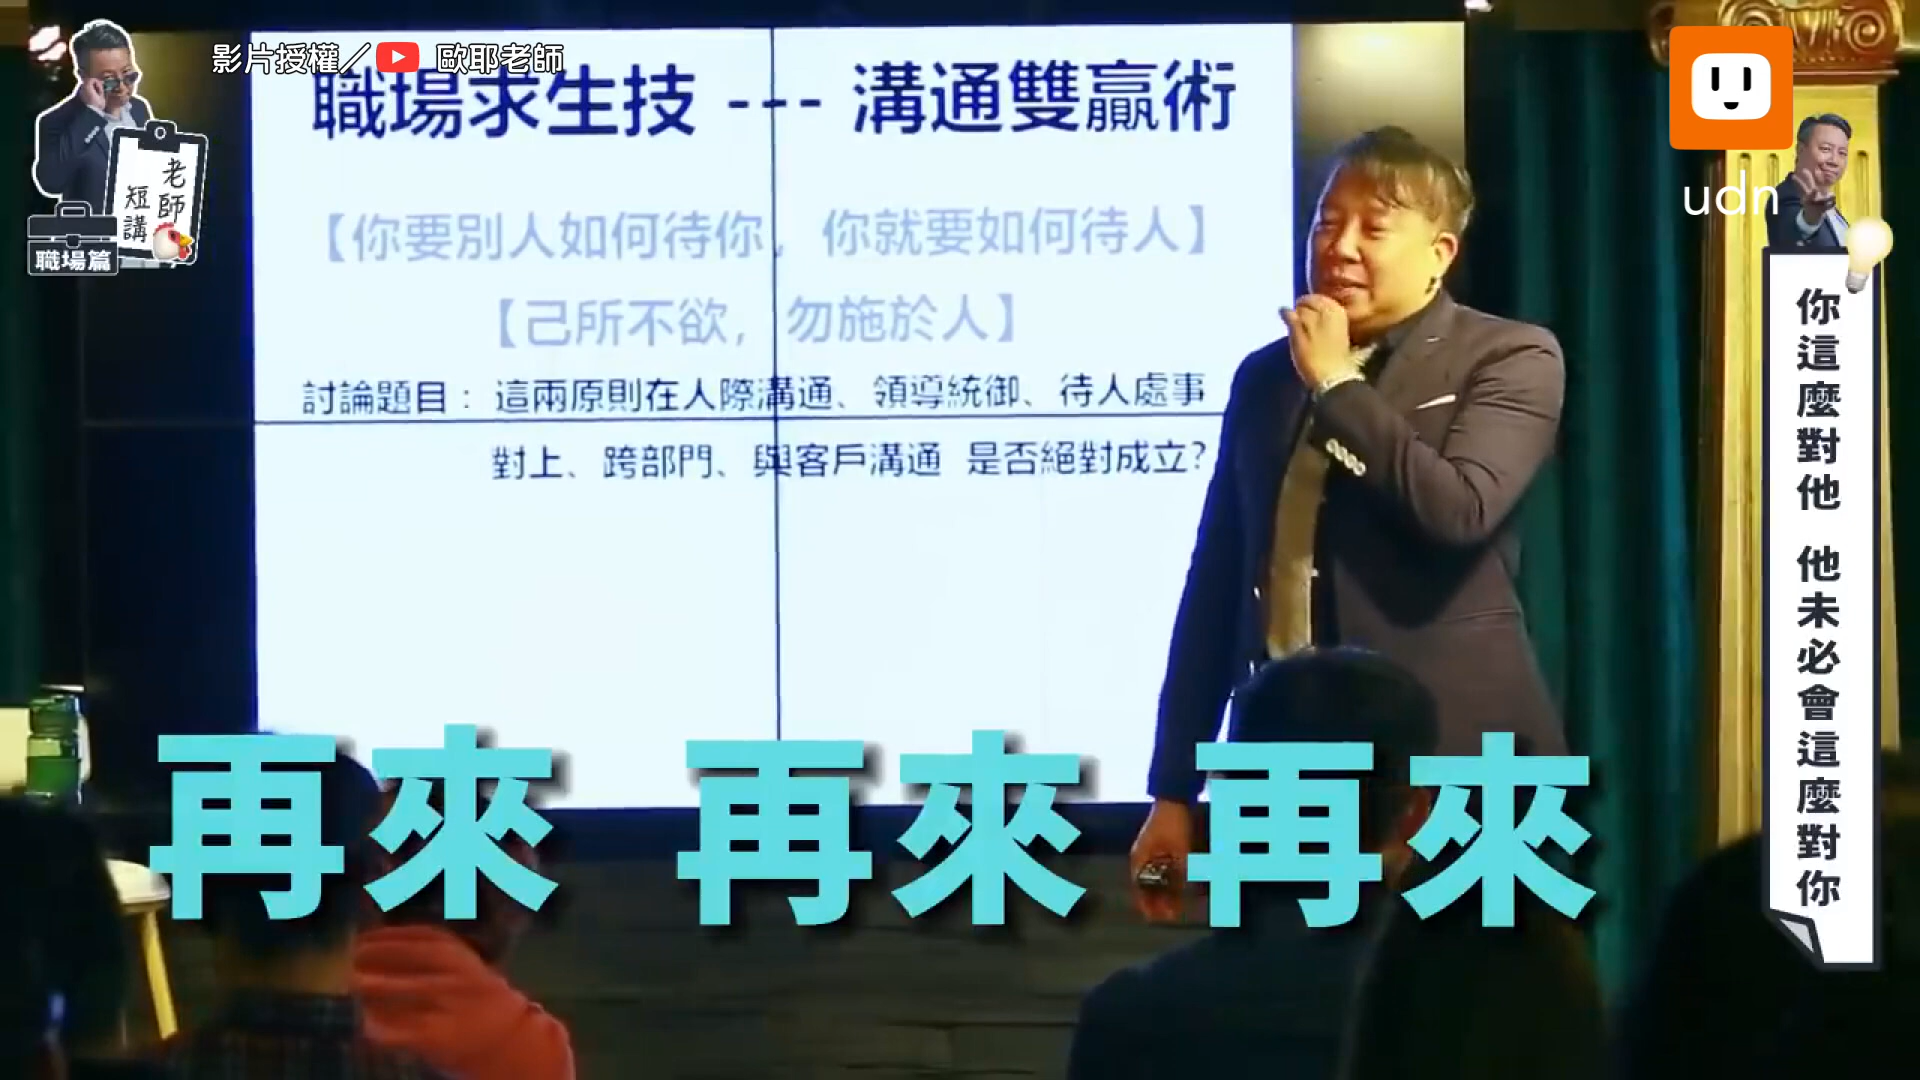 影片授權／ 歐耶老師
老師
短講
職場篇
職場求生技 --- 溝通雙贏術
【你要別人如何待你，你就要如何待人】
【己所不欲，勿施於人】
討論題目：這兩原則在人際溝通、領導統御、待人處事
對上、跨部門、與客戶溝通 是否絕對成立?
udn
你這麼對他 他未必會這麼對你
再來 再來 再來